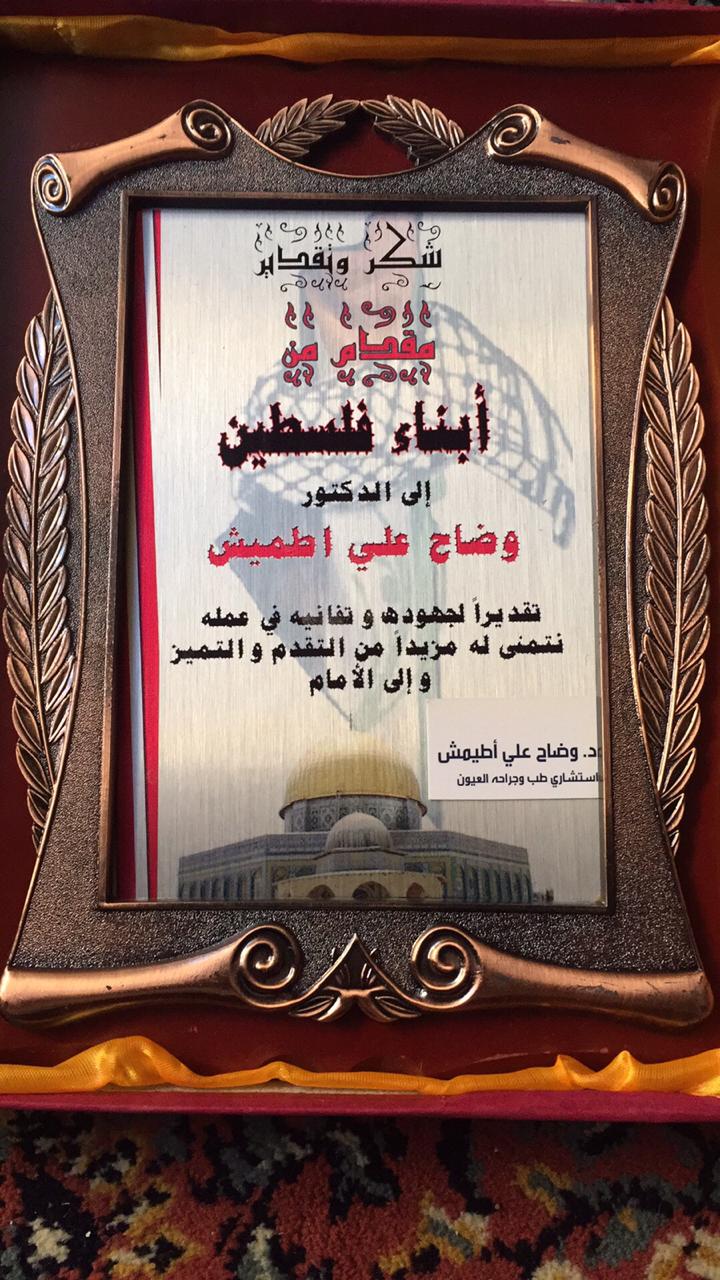 شكر وتقدير
مقدم من
أبناء فلسطين
إلى الدكتور
وضاح علي اطميش
تقديراً لجهوده و تفانيه في عمله
نتمنى له مزيداً من التقدم و التميز
و إلى الأمام
د. وضاح علي أطيمش
استشاري طب وجراحه العيون